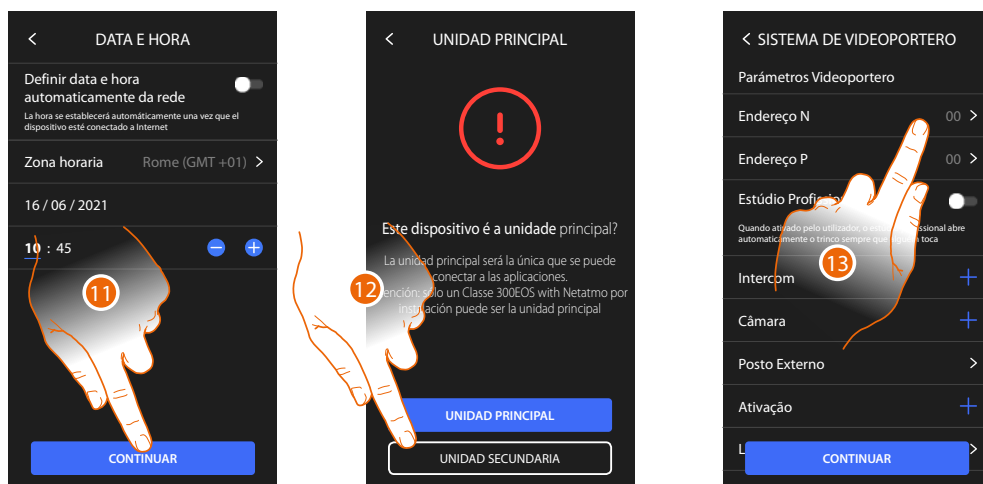 DATA E HORA
Definir data e hora
automaticamente da rede
La hora se establecerá automáticamente una vez que el
dispositivo esté conectado a Internet
Zona horaria Rome (GMT +01)
16 / 06 / 2021
10 : 45
11
CONTINUAR
UNIDAD PRINCIPAL
Este dispositivo é a unidade principal?
La unidad principal será la única que se puede
conectar a las aplicaciones.
sólo un Classe 300EOS with Netatmo por
instalación puede ser la unidad principal
12
UNIDAD PRINCIPAL
UNIDAD SECUNDARIA
SISTEMA DE VIDEOPORTERO
Parámetros Videoportero
Endereço N 00
Endereço P 00
Estúdio
Quando ativado pelo utilizador, o abre
automaticamente o trinco sempre que toca
13
Intercom
Câmara
Posto Externo
Ativação
CONTINUAR